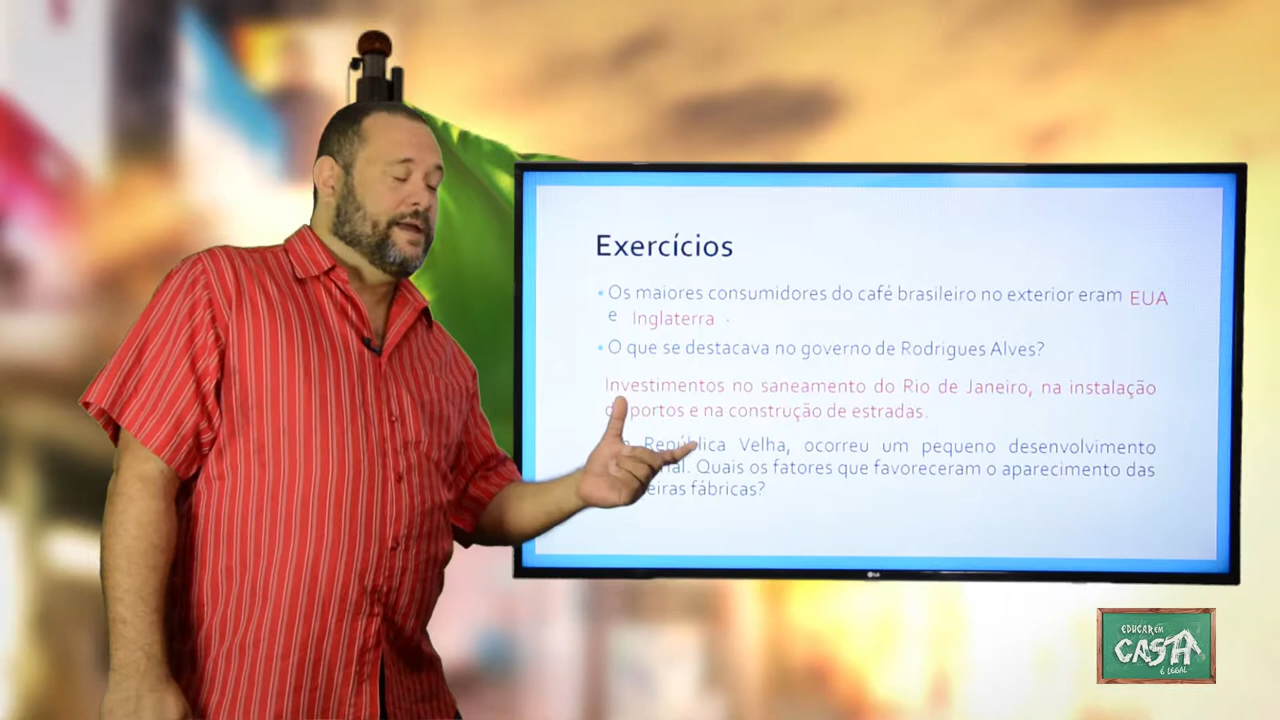 Exercícios
• Os maiores consumidores do café brasileiro no exterior eram EUA
e Inglaterra .
• O que se destacava no governo de Rodrigues Alves?
Investimentos no saneamento do Rio de Janeiro, na instalação
portos e na construção de estradas.
República Velha, ocorreu um pequeno desenvolvimento
Quais os fatores que favoreceram o aparecimento das
fábricas?
LG
EDUCAR EM
CASA
É LEGAL